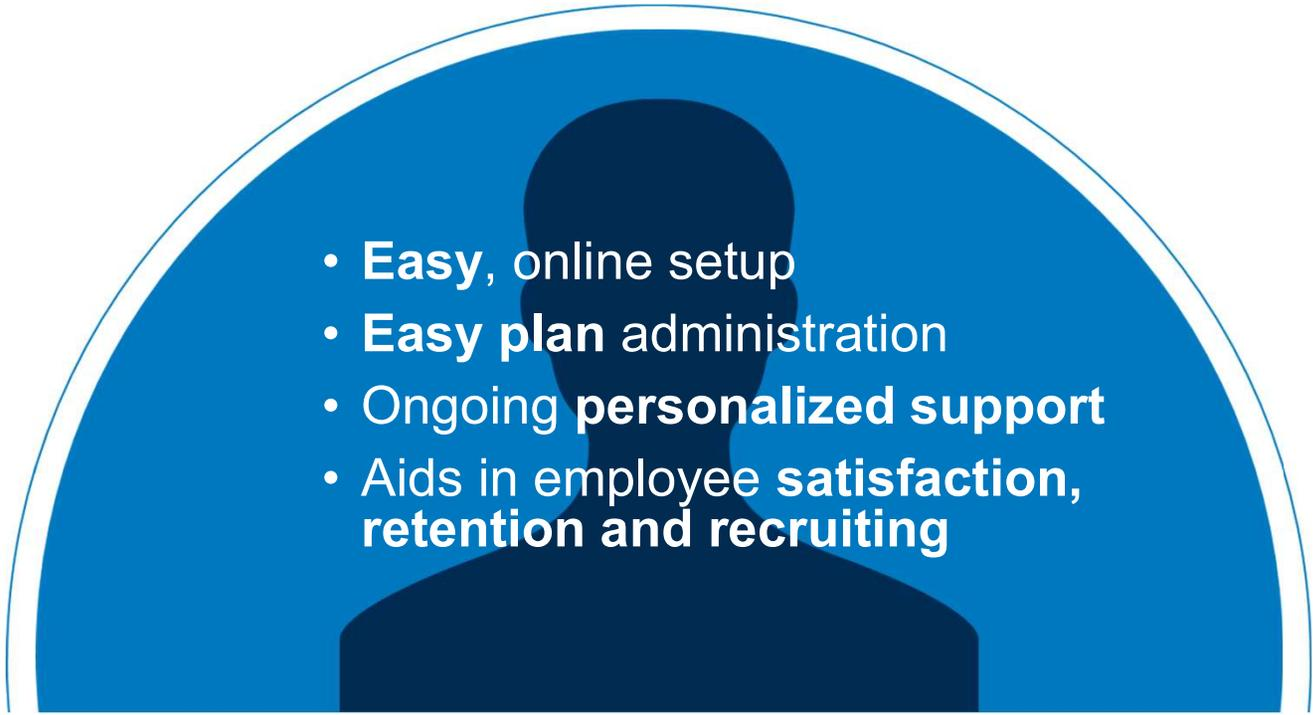 • Easy, online setup
• Easy plan administration
• Ongoing personalized support
• Aids in employee satisfaction,
retention and recruiting